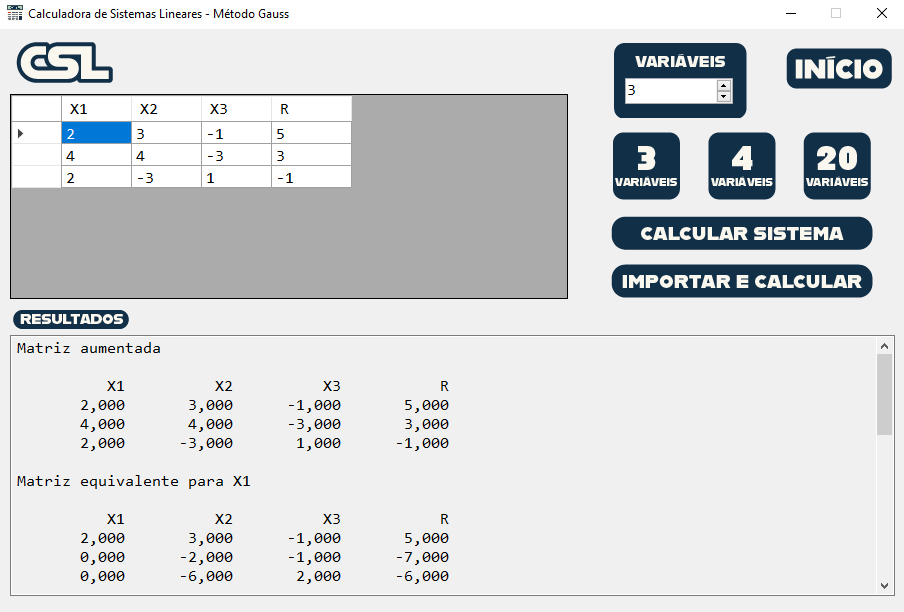 Calculadora de Sistemas Lineares - Método Gauss
CSL
VARIÁVEIS
3
INÍCIO
X1 X2 X3 R
2 3 -1 5
4 4 -3 3
2 -3 1 -1
3 VARIÁVEIS
4 VARIÁVEIS
20 VARIÁVEIS
CALCULAR SISTEMA
IMPORTAR E CALCULAR
RESULTADOS
Matriz aumentada
X1 X2 X3 R
2,000 3,000 -1,000 5,000
4,000 4,000 -3,000 3,000
2,000 -3,000 1,000 -1,000
Matriz equivalente para X1
X1 X2 X3 R
2,000 3,000 -1,000 5,000
0,000 -2,000 -1,000 -7,000
0,000 -6,000 2,000 -6,000